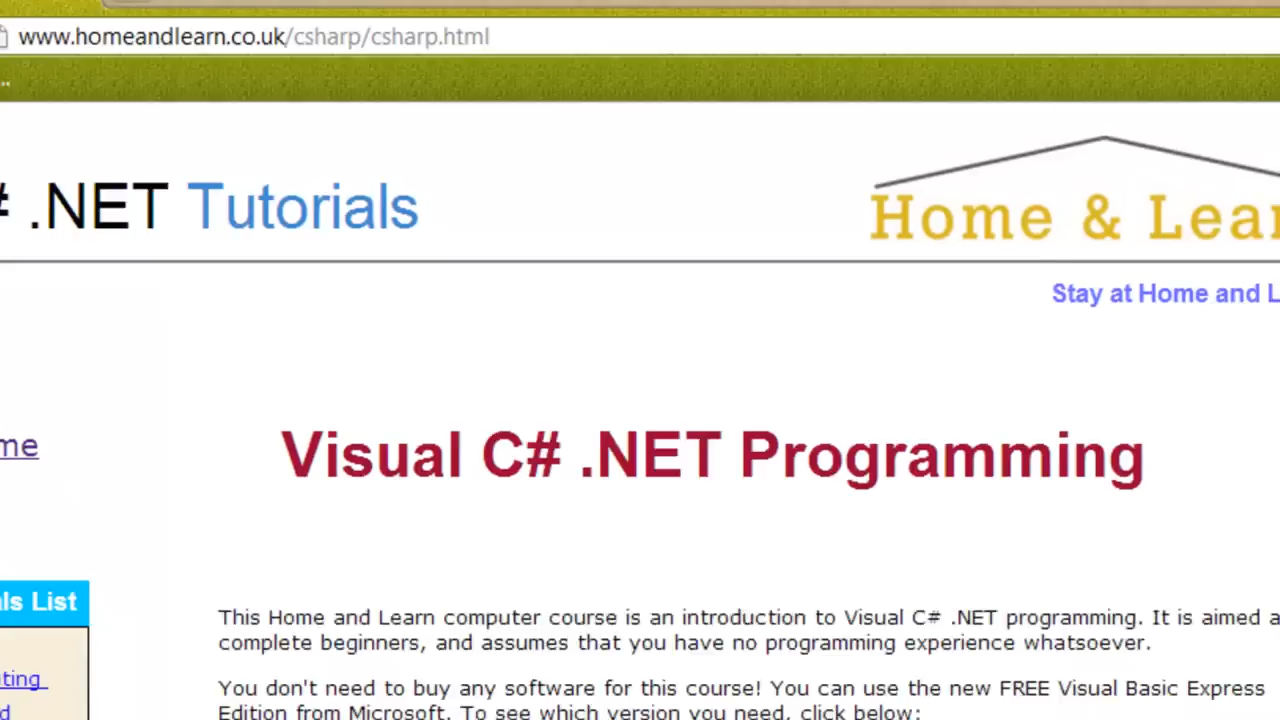 www.homeandlearn.co.uk/csharp/csharp.html
# .NET Tutorials
Home & Lear
Stay at Home and L
me
Visual C# .NET Programming
ls List
This Home and Learn computer course is an introduction to Visual C# .NET programming. It is aimed a
complete beginners, and assumes that you have no programming experience whatsoever.
ting
d
You don't need to buy any software for this course! You can use the new FREE Visual Basic Express
Edition from Microsoft. To see which version you need, click below: